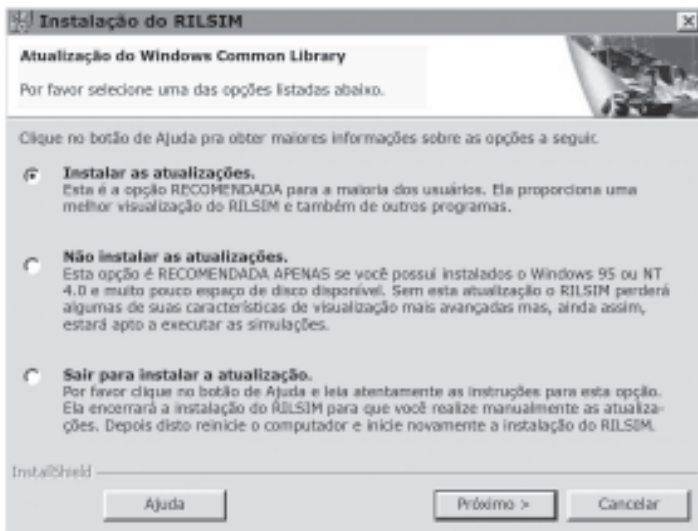 Instalação do RILSIM
Atualização do Windows Common Library
Por favor selecione uma das opções listadas abaixo.
Clique no botão de Ajuda pra obter maiores informações sobre as opções a seguir.
Instalar as atualizações.
Esta é a opção RECOMENDADA para a maioria dos usuários. Ela proporciona uma
melhor visualização do RILSIM e também de outros programas.
Não instalar as atualizações.
Esta opção é RECOMENDADA APENAS se você possui instalados o Windows 95 ou NT
4.0 e muito pouco espaço de disco disponível. Sem esta atualização o RILSIM perderá
algumas de suas características de visualização mais avançadas mas, ainda assim,
estará apto a executar as simulações.
Sair para instalar a atualização.
Por favor clique no botão de Ajuda e leia atentamente as instruções para esta opção.
Ela encerrará a instalação do RILSIM para que você realize manualmente as atualiza-
ções. Depois disto reinicie o computador e inicie novamente a instalação do RILSIM.
InstallShield
Ajuda
Próximo >
Cancelar